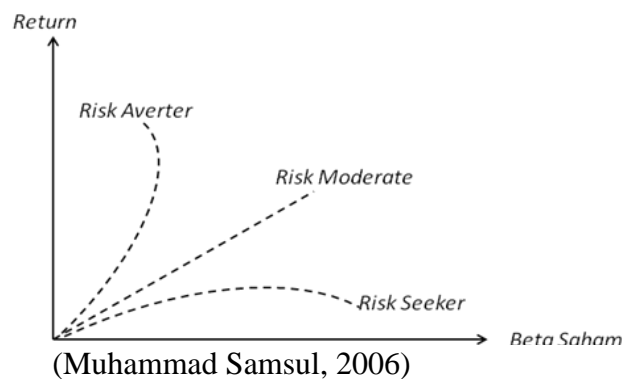 Return
Risk Averter
Risk Moderate
Risk Seeker
Beta Saham
(Muhammad Samsul, 2006)